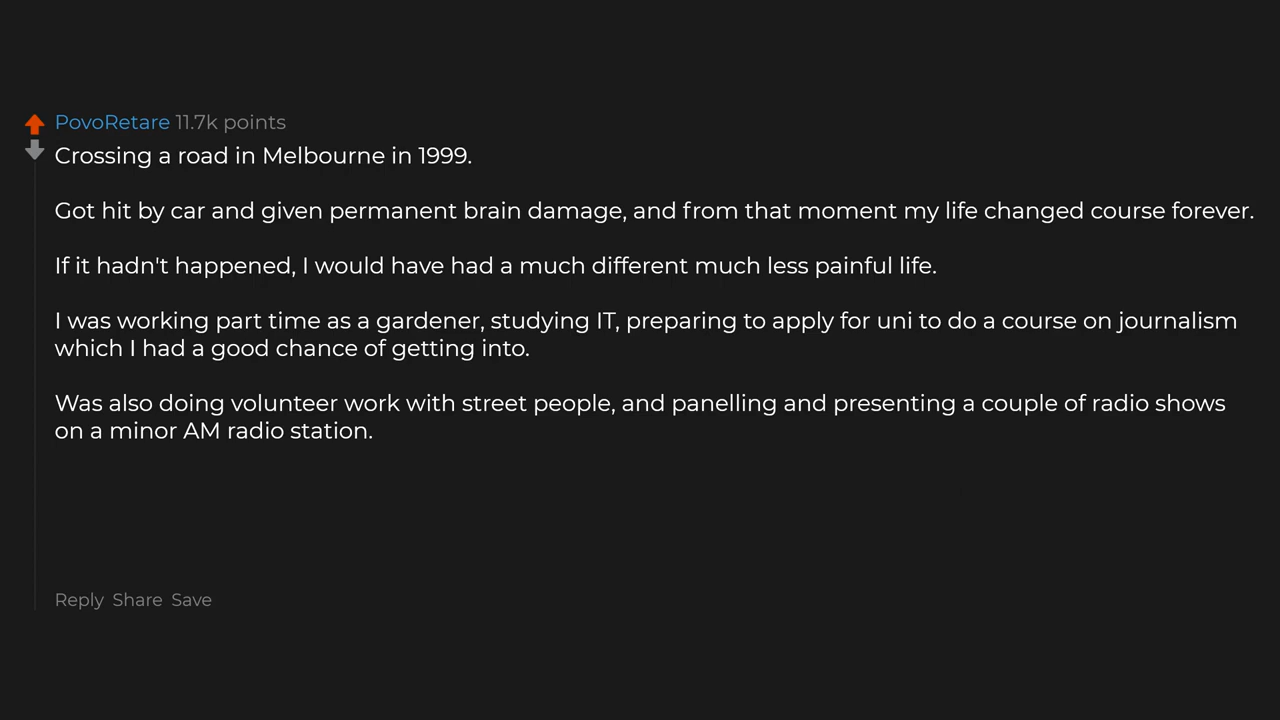 PovoRetare 11.7k points
Crossing a road in Melbourne in 1999.
Got hit by car and given permanent brain damage, and from that moment my life changed course forever.
If it hadn't happened, I would have had a much different much less painful life.
I was working part time as a gardener, studying IT, preparing to apply for uni to do a course on journalism
which I had a good chance of getting into.
Was also doing volunteer work with street people, and panelling and presenting a couple of radio shows
on a minor AM radio station.
Reply Share Save